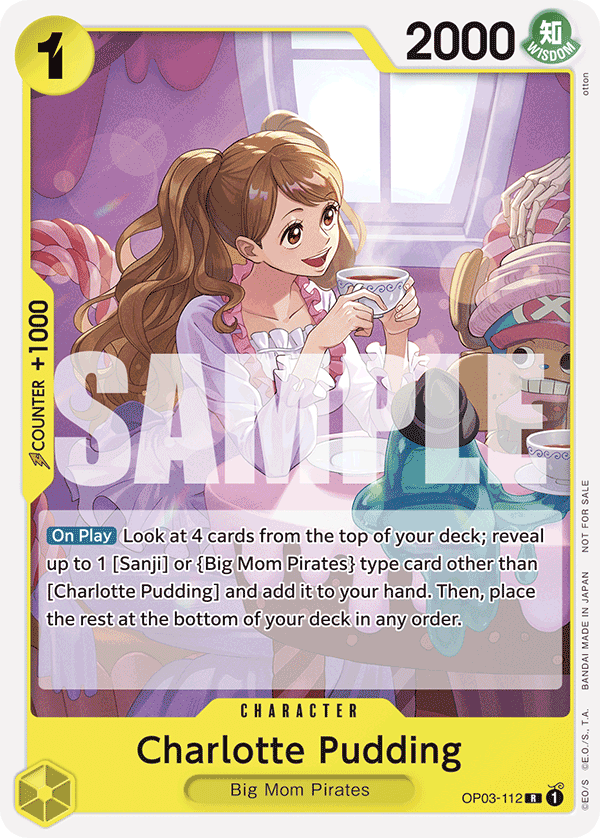 1
2000
知
WISDOM
otton
COUNTER +1000
SAMPLE
On Play Look at 4 cards from the top of your deck; reveal
up to 1 [Sanji] or {Big Mom Pirates} type card other than
[Charlotte Pudding] and add it to your hand. Then, place
the rest at the bottom of your deck in any order.
CHARACTER
Charlotte Pudding
Big Mom Pirates
OP03-112 R 1
©EO/S ©E.O./S., T.A. BANDAI MADE IN JAPAN NOT FOR SALE